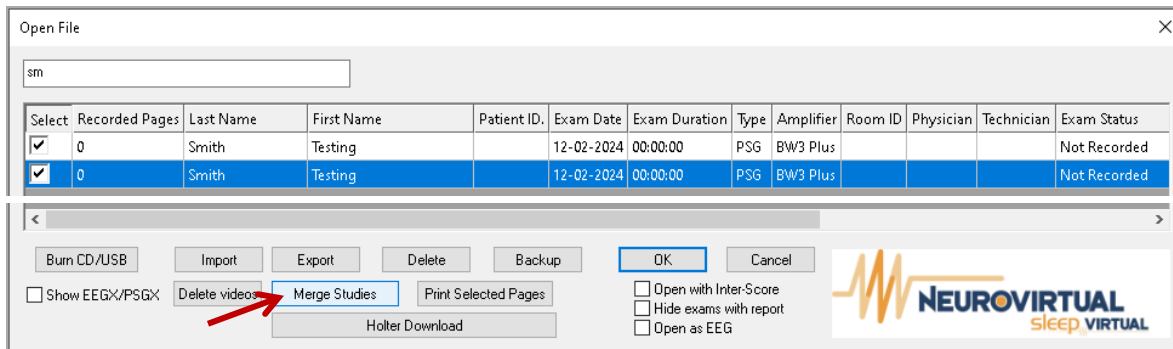 Open File
sm
Select Recorded Pages Last Name First Name Patient ID. Exam Date Exam Duration Type Amplifier Room ID Physician Technician Exam Status
0 Smith Testing 12-02-2024 00:00:00 PSG BW3 Plus Not Recorded
0 Smith Testing 12-02-2024 00:00:00 PSG BW3 Plus Not Recorded
Burn CD/USB Import Export Delete Backup OK Cancel
Show EEGX/PSGX Delete videos Merge Studies Print Selected Pages Open with Inter-Score
Hide exams with report
Holter Download Open as EEG
NEUROVIRTUAL
sleep VIRTUAL